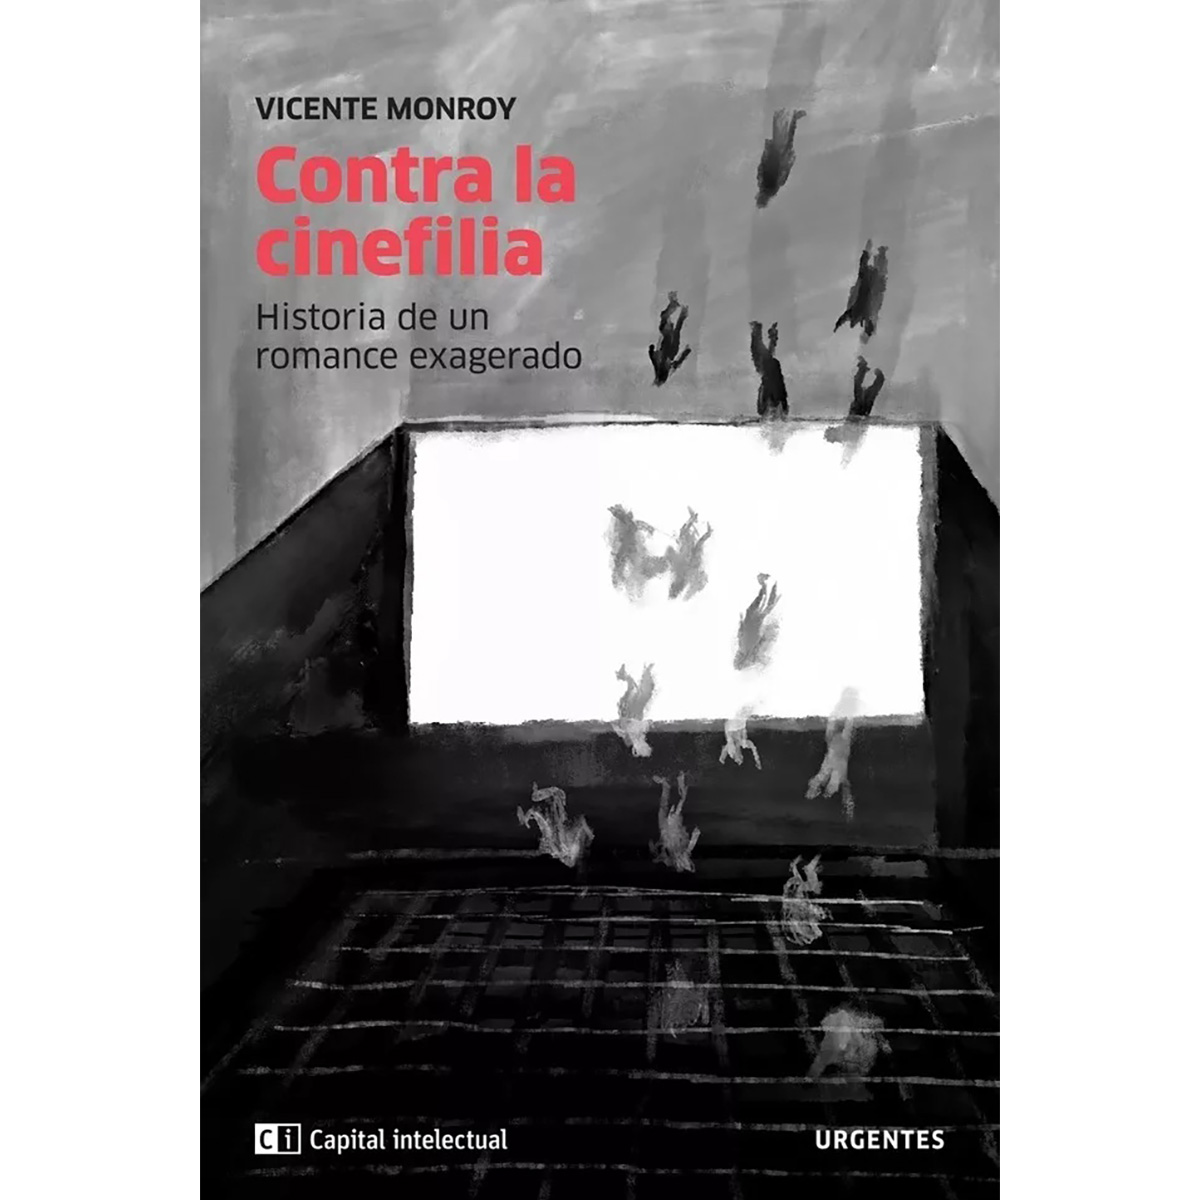 VICENTE MONROY
Contra la
cinefilia
Historia de un
romance exagerado
Ci Capital intelectual
URGENTES